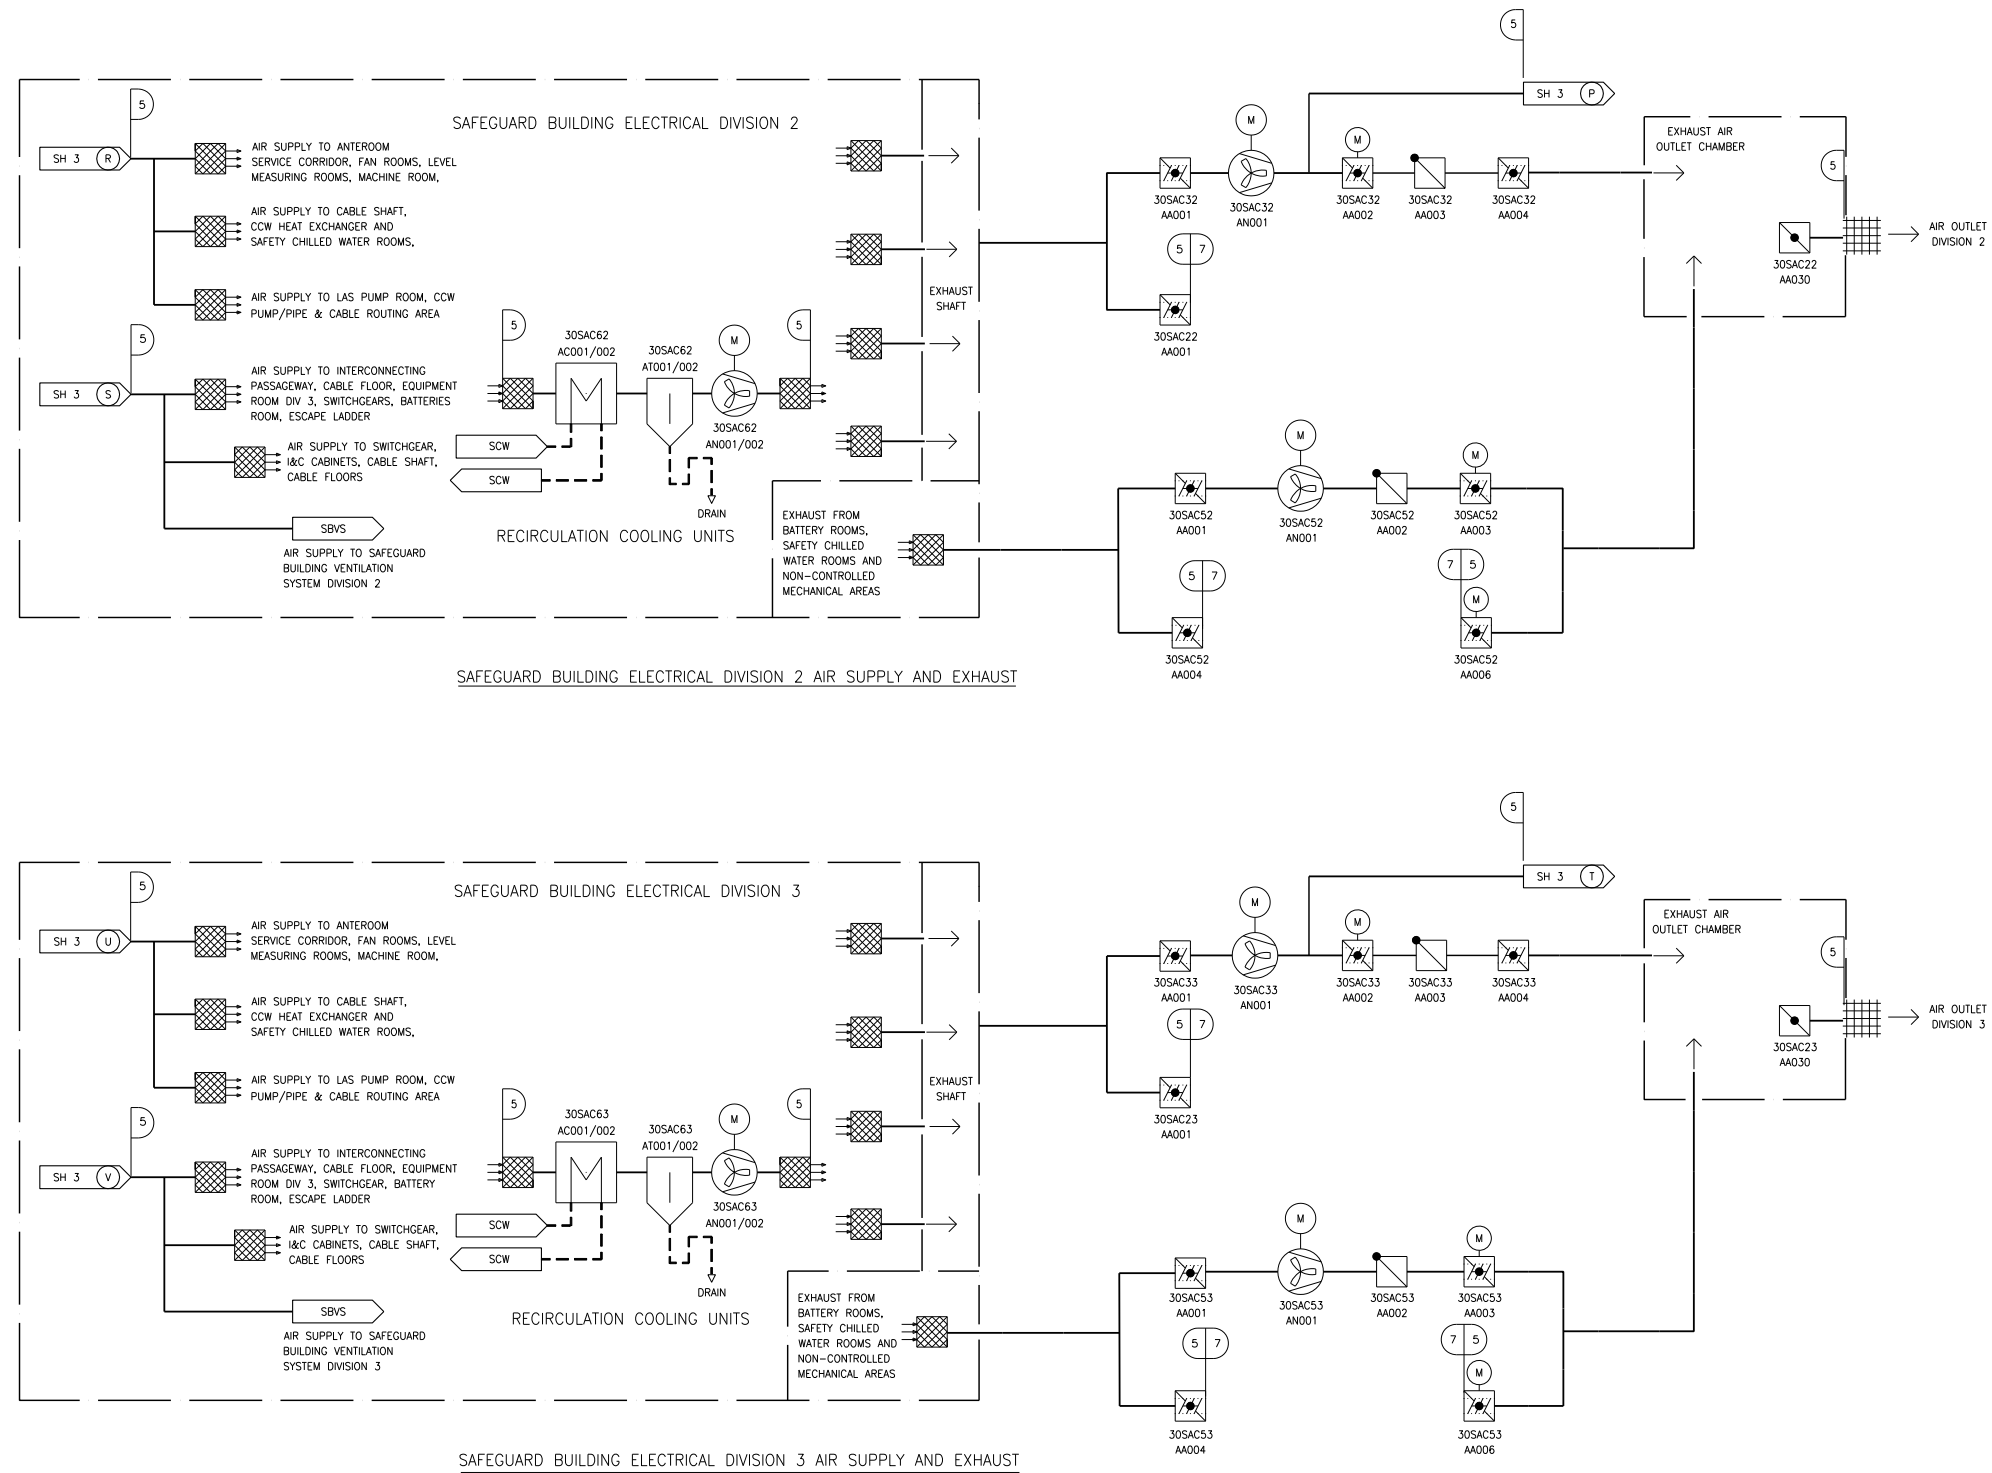 5
SH 3 P
5
SAFEGUARD BUILDING ELECTRICAL DIVISION 2
SH 3 R
AIR SUPPLY TO ANTEROOM
SERVICE CORRIDOR, FAN ROOMS, LEVEL
MEASURING ROOMS, MACHINE ROOM,
AIR SUPPLY TO CABLE SHAFT,
CCW HEAT EXCHANGER AND
SAFETY CHILLED WATER ROOMS,
AIR SUPPLY TO LAS PUMP ROOM, CCW
PUMP/PIPE & CABLE ROUTING AREA
5
SH 3 S
AIR SUPPLY TO INTERCONNECTING
PASSAGEWAY, CABLE FLOOR, EQUIPMENT
ROOM DIV 3, SWITCHGEARS, BATTERIES
ROOM, ESCAPE LADDER
AIR SUPPLY TO SWITCHGEAR,
I&C CABINETS, CABLE SHAFT,
CABLE FLOORS
SBVS
AIR SUPPLY TO SAFEGUARD
BUILDING VENTILATION
SYSTEM DIVISION 2
5
30SAC62
AC001/002
30SAC62
AT001/002
M
30SAC62
AN001/002
5
SCW
SCW
DRAIN
RECIRCULATION COOLING UNITS
EXHAUST
SHAFT
EXHAUST FROM
BATTERY ROOMS,
SAFETY CHILLED
WATER ROOMS AND
NON-CONTROLLED
MECHANICAL AREAS
30SAC32
AA001
M
30SAC32
AN001
M
30SAC32
AA002
30SAC32
AA003
30SAC32
AA004
5 7
30SAC22
AA001
EXHAUST AIR
OUTLET CHAMBER
5
30SAC22
AA030
AIR OUTLET
DIVISION 2
30SAC52
AA001
M
30SAC52
AN001
30SAC52
AA002
M
30SAC52
AA003
5 7
30SAC52
AA004
7 5
M
30SAC52
AA006
SAFEGUARD BUILDING ELECTRICAL DIVISION 2 AIR SUPPLY AND EXHAUST
5
SH 3 T
5
SAFEGUARD BUILDING ELECTRICAL DIVISION 3
SH 3 U
AIR SUPPLY TO ANTEROOM
SERVICE CORRIDOR, FAN ROOMS, LEVEL
MEASURING ROOMS, MACHINE ROOM,
AIR SUPPLY TO CABLE SHAFT,
CCW HEAT EXCHANGER AND
SAFETY CHILLED WATER ROOMS,
AIR SUPPLY TO LAS PUMP ROOM, CCW
PUMP/PIPE & CABLE ROUTING AREA
5
SH 3 V
AIR SUPPLY TO INTERCONNECTING
PASSAGEWAY, CABLE FLOOR, EQUIPMENT
ROOM DIV 3, SWITCHGEAR, BATTERY
ROOM, ESCAPE LADDER
AIR SUPPLY TO SWITCHGEAR,
I&C CABINETS, CABLE SHAFT,
CABLE FLOORS
SBVS
AIR SUPPLY TO SAFEGUARD
BUILDING VENTILATION
SYSTEM DIVISION 3
5
30SAC63
AC001/002
30SAC63
AT001/002
M
30SAC63
AN001/002
5
SCW
SCW
DRAIN
RECIRCULATION COOLING UNITS
EXHAUST
SHAFT
EXHAUST FROM
BATTERY ROOMS,
SAFETY CHILLED
WATER ROOMS AND
NON-CONTROLLED
MECHANICAL AREAS
30SAC33
AA001
M
30SAC33
AN001
M
30SAC33
AA002
30SAC33
AA003
30SAC33
AA004
5 7
30SAC23
AA001
EXHAUST AIR
OUTLET CHAMBER
5
30SAC23
AA030
AIR OUTLET
DIVISION 3
30SAC53
AA001
M
30SAC53
AN001
30SAC53
AA002
M
30SAC53
AA003
5 7
30SAC53
AA004
7 5
M
30SAC53
AA006
SAFEGUARD BUILDING ELECTRICAL DIVISION 3 AIR SUPPLY AND EXHAUST